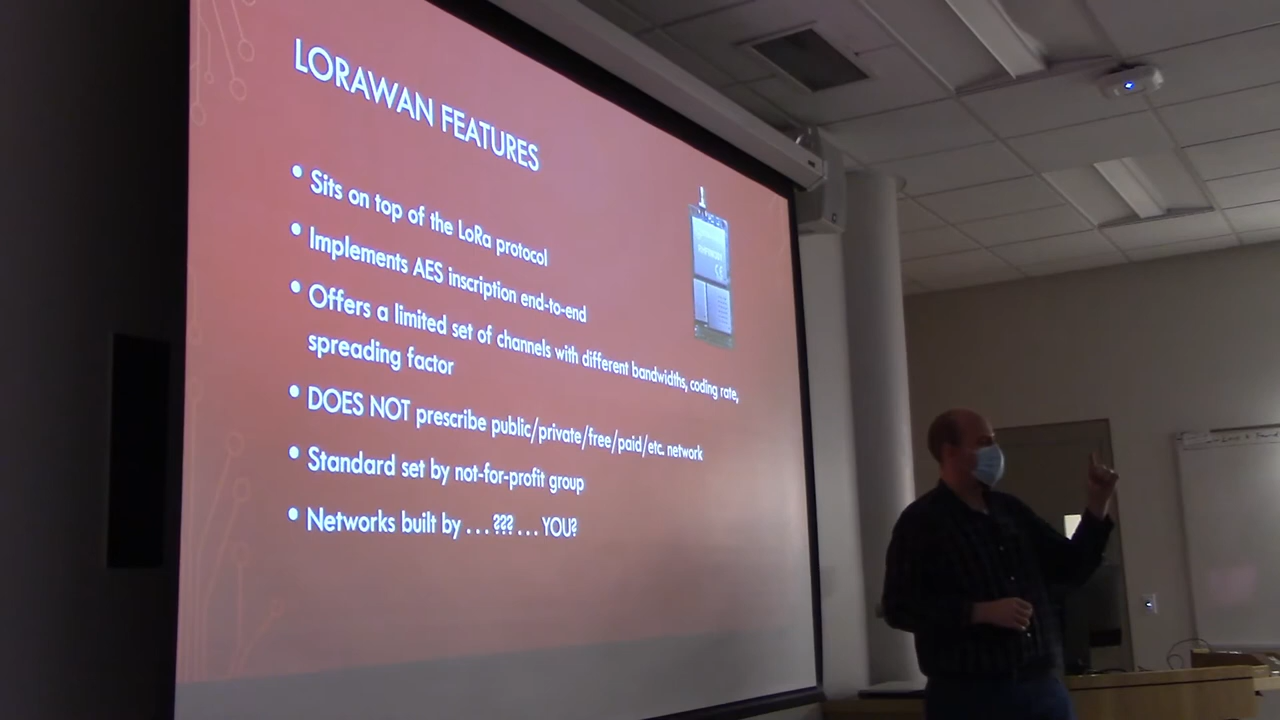 LORAWAN FEATURES
• Sits on top of the LoRa protocol
• Implements AES inscription end-to-end
• Offers a limited set of channels with different bandwidths, coding rate,
spreading factor
• DOES NOT prescribe public/private/free/paid/etc. network
• Standard set by not-for-profit group
• Networks built by ... ??? ... YOU?